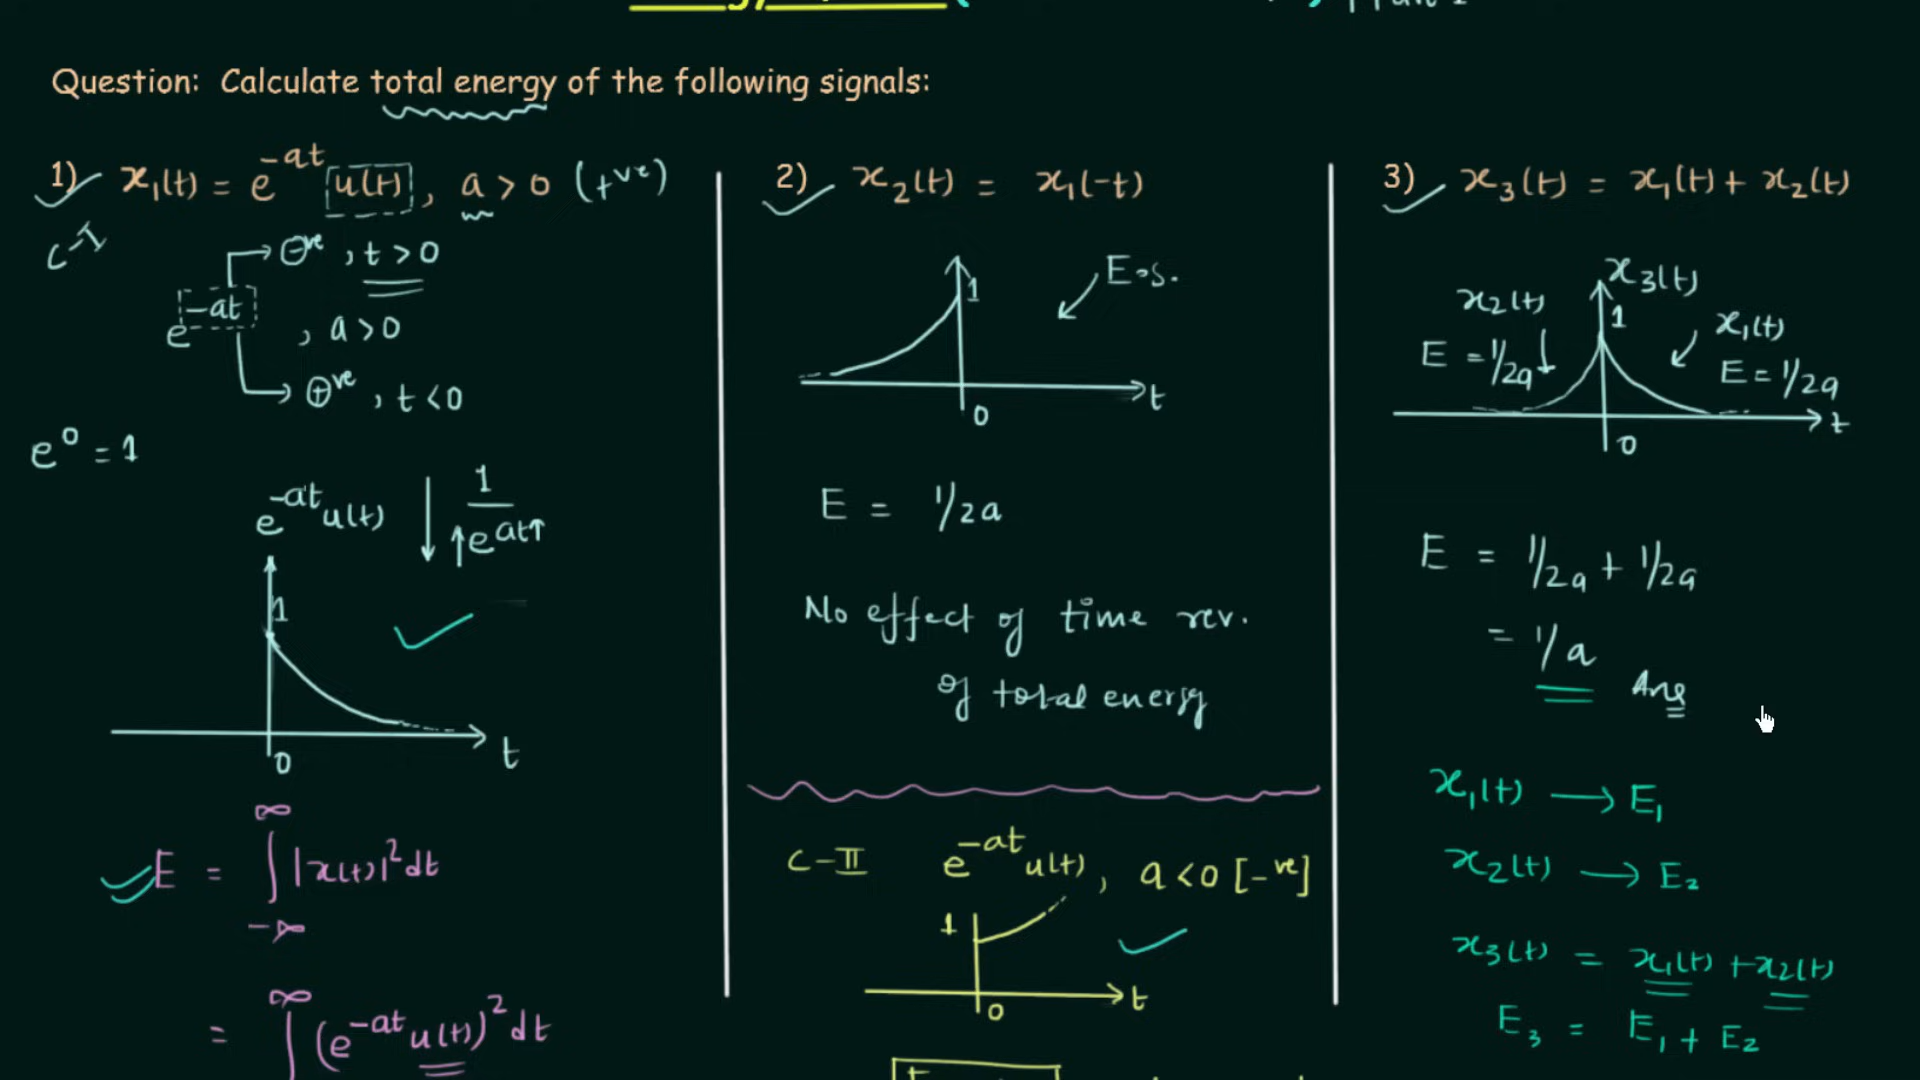 Question: Calculate total energy of the following signals:
1) x₁(t) = e^{-at} u(t), a > 0 (+ve)
C-I
⊖ve, t > 0
e^{-at}, a > 0
⊕ve, t < 0
e⁰ = 1
e^{-at} u(t) ↓ 1/↑e^{at↑}
1
0
t
E = ∫_{-∞}^{∞} |x(t)|² dt
= ∫^{∞} (e^{-at} u(t))² dt
2) x₂(t) = x₁(-t)
E.S.
1
t
0
E = 1/2a
No effect of time rev.
of total energy
C-II e^{-at} u(t), a < 0 [-ve]
1
t
0
3) x₃(t) = x₁(t) + x₂(t)
x₃(t)
x₂(t)
1
x₁(t)
E = 1/2a
E = 1/2a
t
0
E = 1/2a + 1/2a
= 1/a Ans
x₁(t) → E₁
x₂(t) → E₂
x₃(t) = x₁(t) + x₂(t)
E₃ = E₁ + E₂